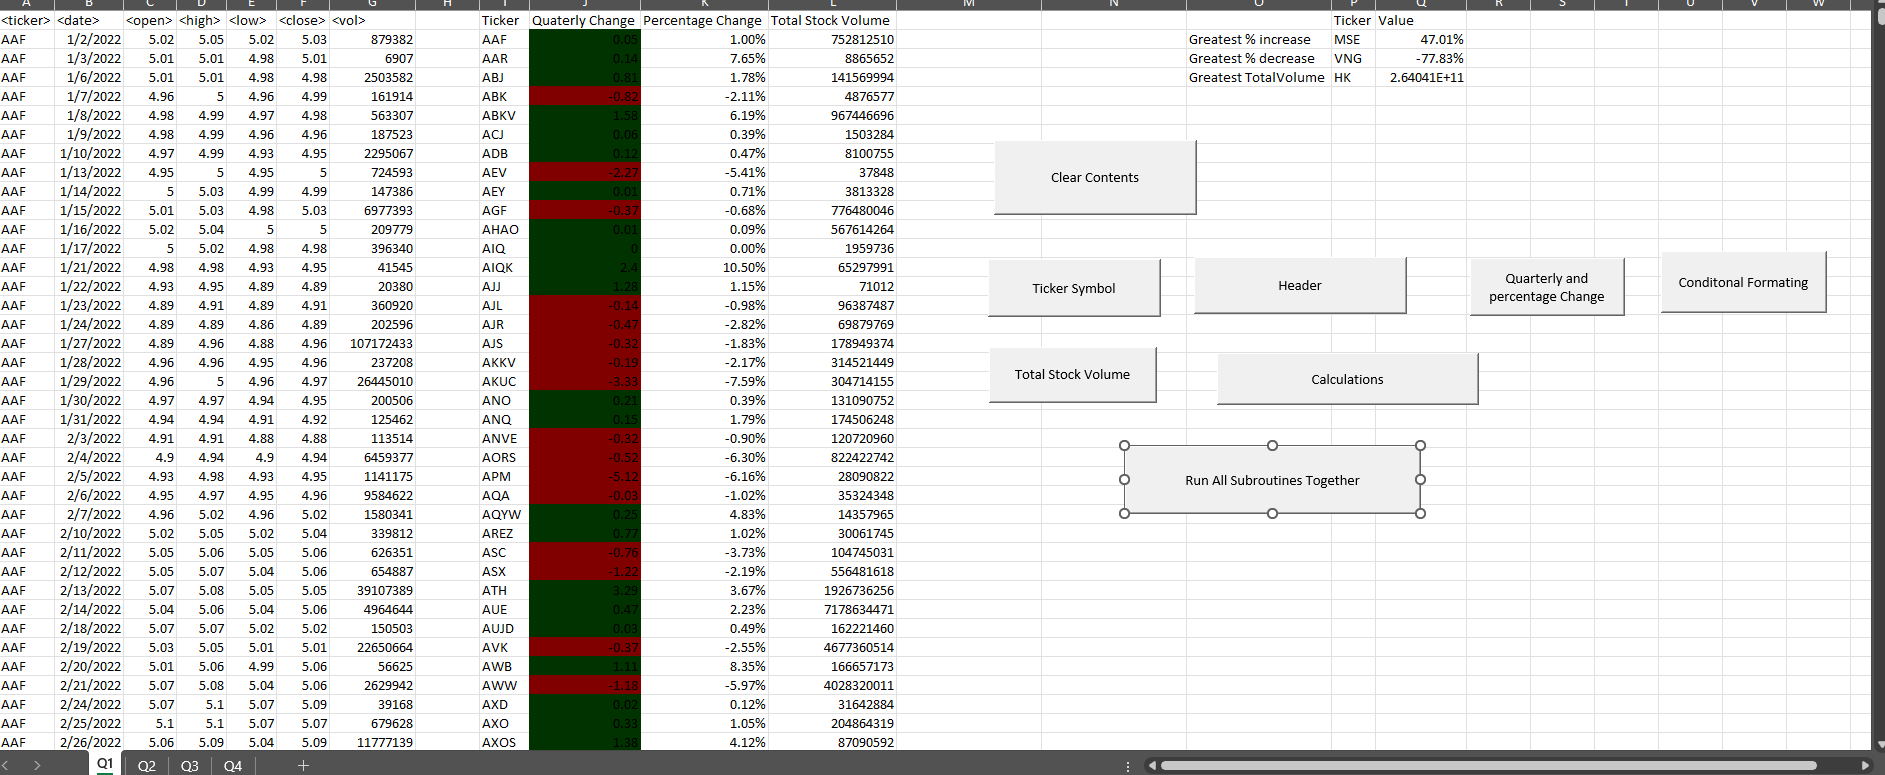 <ticker> <date> <open> <high> <low> <close> <vol> Ticker Quaterly Change Percentage Change Total Stock Volume Ticker Value
AAF 1/2/2022 5.02 5.05 5.02 5.03 879382 AAF 0.05 1.00% 752812510 Greatest % increase MSE 47.01%
AAF 1/3/2022 5.01 5.01 4.98 5.01 6907 AAR 0.14 7.65% 8865652 Greatest % decrease VNG -77.83%
AAF 1/6/2022 5.01 5.01 4.98 4.98 2503582 ABJ 0.81 1.78% 141569994 Greatest TotalVolume HK 2.64041E+11
AAF 1/7/2022 4.96 5 4.96 4.99 161914 ABK -0.82 -2.11% 4876577
AAF 1/8/2022 4.98 4.99 4.97 4.98 563307 ABKV 1.58 6.19% 967446696
AAF 1/9/2022 4.98 4.99 4.96 4.96 187523 ACJ 0.06 0.39% 1503284
AAF 1/10/2022 4.97 4.99 4.93 4.95 2295067 ADB 0.12 0.47% 8100755
AAF 1/13/2022 4.95 5 4.95 5 724593 AEV -2.27 -5.41% 37848
Clear Contents
AAF 1/14/2022 5 5.03 4.99 4.99 147386 AEY 0.01 0.71% 3813328
AAF 1/15/2022 5.01 5.03 4.98 5.03 6977393 AGF -0.37 -0.68% 776480046
AAF 1/16/2022 5.02 5.04 5 5 209779 AHAO 0.01 0.09% 567614264
AAF 1/17/2022 5 5.02 4.98 4.98 396340 AIQ 0 0.00% 1959736
AAF 1/21/2022 4.98 4.98 4.93 4.95 41545 AIQK 2.4 10.50% 65297991
AAF 1/22/2022 4.93 4.95 4.89 4.89 20380 AJJ 1.28 1.15% 71012
Ticker Symbol
Header
Quarterly and
percentage Change
Conditonal Formating
AAF 1/23/2022 4.89 4.91 4.89 4.91 360920 AJL -0.14 -0.98% 96387487
AAF 1/24/2022 4.89 4.89 4.86 4.89 202596 AJR -0.47 -2.82% 69879769
AAF 1/27/2022 4.89 4.96 4.88 4.96 107172433 AJS -0.32 -1.83% 178949374
AAF 1/28/2022 4.96 4.96 4.95 4.96 237208 AKKV -0.19 -2.17% 314521449
AAF 1/29/2022 4.96 5 4.96 4.97 26445010 AKUC -3.33 -7.59% 304714155
Total Stock Volume
Calculations
AAF 1/30/2022 4.97 4.97 4.94 4.95 200506 ANO 0.21 0.39% 131090752
AAF 1/31/2022 4.94 4.94 4.91 4.92 125462 ANQ 0.15 1.79% 174506248
AAF 2/3/2022 4.91 4.91 4.88 4.88 113514 ANVE -0.32 -0.90% 120720960
AAF 2/4/2022 4.9 4.94 4.9 4.94 6459377 AORS -0.52 -6.30% 822422742
AAF 2/5/2022 4.93 4.98 4.93 4.95 1141175 APM -5.12 -6.16% 28090822
Run All Subroutines Together
AAF 2/6/2022 4.95 4.97 4.95 4.96 9584622 AQA -0.03 -1.02% 35324348
AAF 2/7/2022 4.96 5.02 4.96 5.02 1580341 AQYW 0.25 4.83% 14357965
AAF 2/10/2022 5.02 5.05 5.02 5.04 339812 AREZ 0.77 1.02% 30061745
AAF 2/11/2022 5.05 5.06 5.05 5.06 626351 ASC -0.76 -3.73% 104745031
AAF 2/12/2022 5.05 5.07 5.04 5.06 654887 ASX -1.22 -2.19% 556481618
AAF 2/13/2022 5.07 5.08 5.05 5.05 39107389 ATH 3.29 3.67% 1926736256
AAF 2/14/2022 5.04 5.06 5.04 5.06 4964644 AUE 0.47 2.23% 7178634471
AAF 2/18/2022 5.07 5.07 5.02 5.02 150503 AUJD 0.03 0.49% 162221460
AAF 2/19/2022 5.03 5.05 5.01 5.01 22650664 AVK -0.37 -2.55% 4677360514
AAF 2/20/2022 5.01 5.06 4.99 5.06 56625 AWB 1.11 8.35% 166657173
AAF 2/21/2022 5.07 5.08 5.04 5.06 2629942 AWW -1.18 -5.97% 4028320011
AAF 2/24/2022 5.07 5.1 5.07 5.09 39168 AXD 0.02 0.12% 31642884
AAF 2/25/2022 5.1 5.1 5.07 5.07 679628 AXO 0.33 1.05% 204864319
AAF 2/26/2022 5.06 5.09 5.04 5.09 11777139 AXOS 1.38 4.12% 87090592
Q1 Q2 Q3 Q4 +